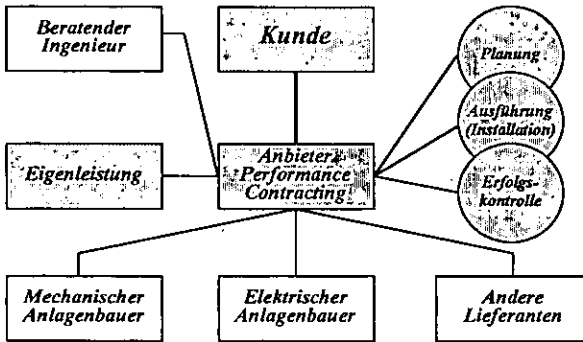 Beratender
Ingenieur
Kunde
Planung
Ausführung
(Installation)
Erfolgs-
kontrolle
Eigenleistung
Anbieter
Performance
Contracting
Mechanischer
Anlagenbauer
Elektrischer
Anlagenbauer
Andere
Lieferanten